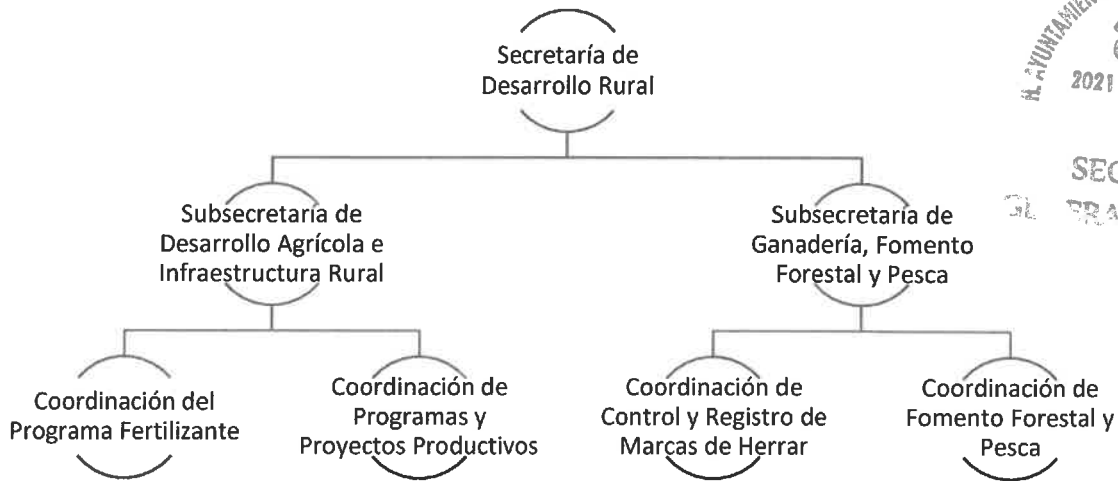 Secretaría de
Desarrollo Rural
H. AYUNTAMIEN
2021
SEC
Subsecretaría de
Desarrollo Agrícola e
Infraestructura Rural
Subsecretaría de
Ganadería, Fomento
Forestal y Pesca
Coordinación del
Programa Fertilizante
Coordinación de
Programas y
Proyectos Productivos
Coordinación de
Control y Registro de
Marcas de Herrar
Coordinación de
Fomento Forestal y
Pesca